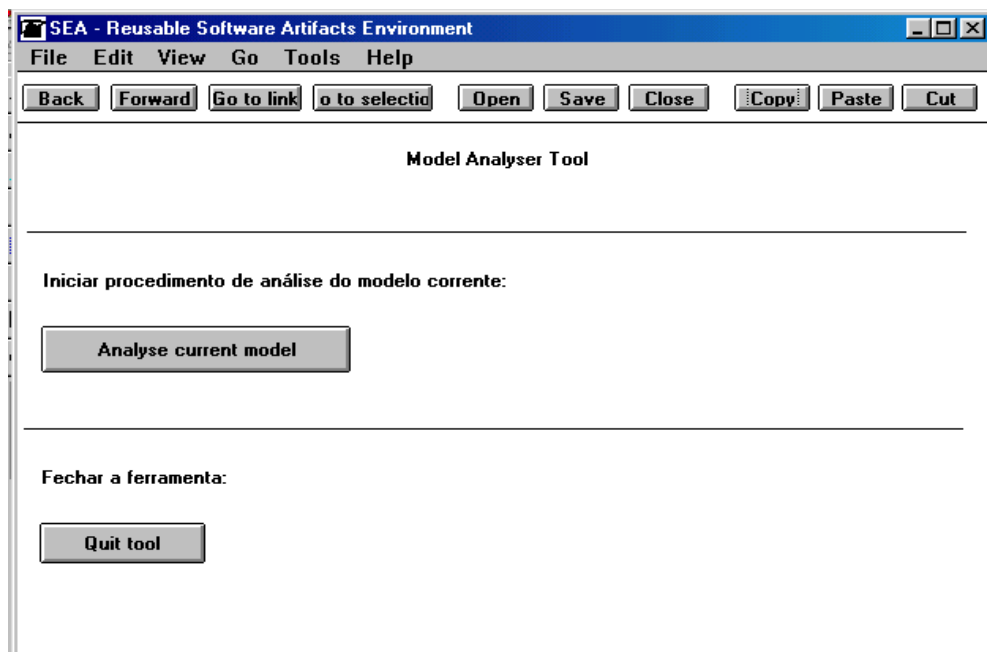 SEA - Reusable Software Artifacts Environment
File Edit View Go Tools Help
Back Forward Go to link o to selectio Open Save Close Copy Paste Cut
Model Analyser Tool
Iniciar procedimento de análise do modelo corrente:
Analyse current model
Fechar a ferramenta:
Quit tool